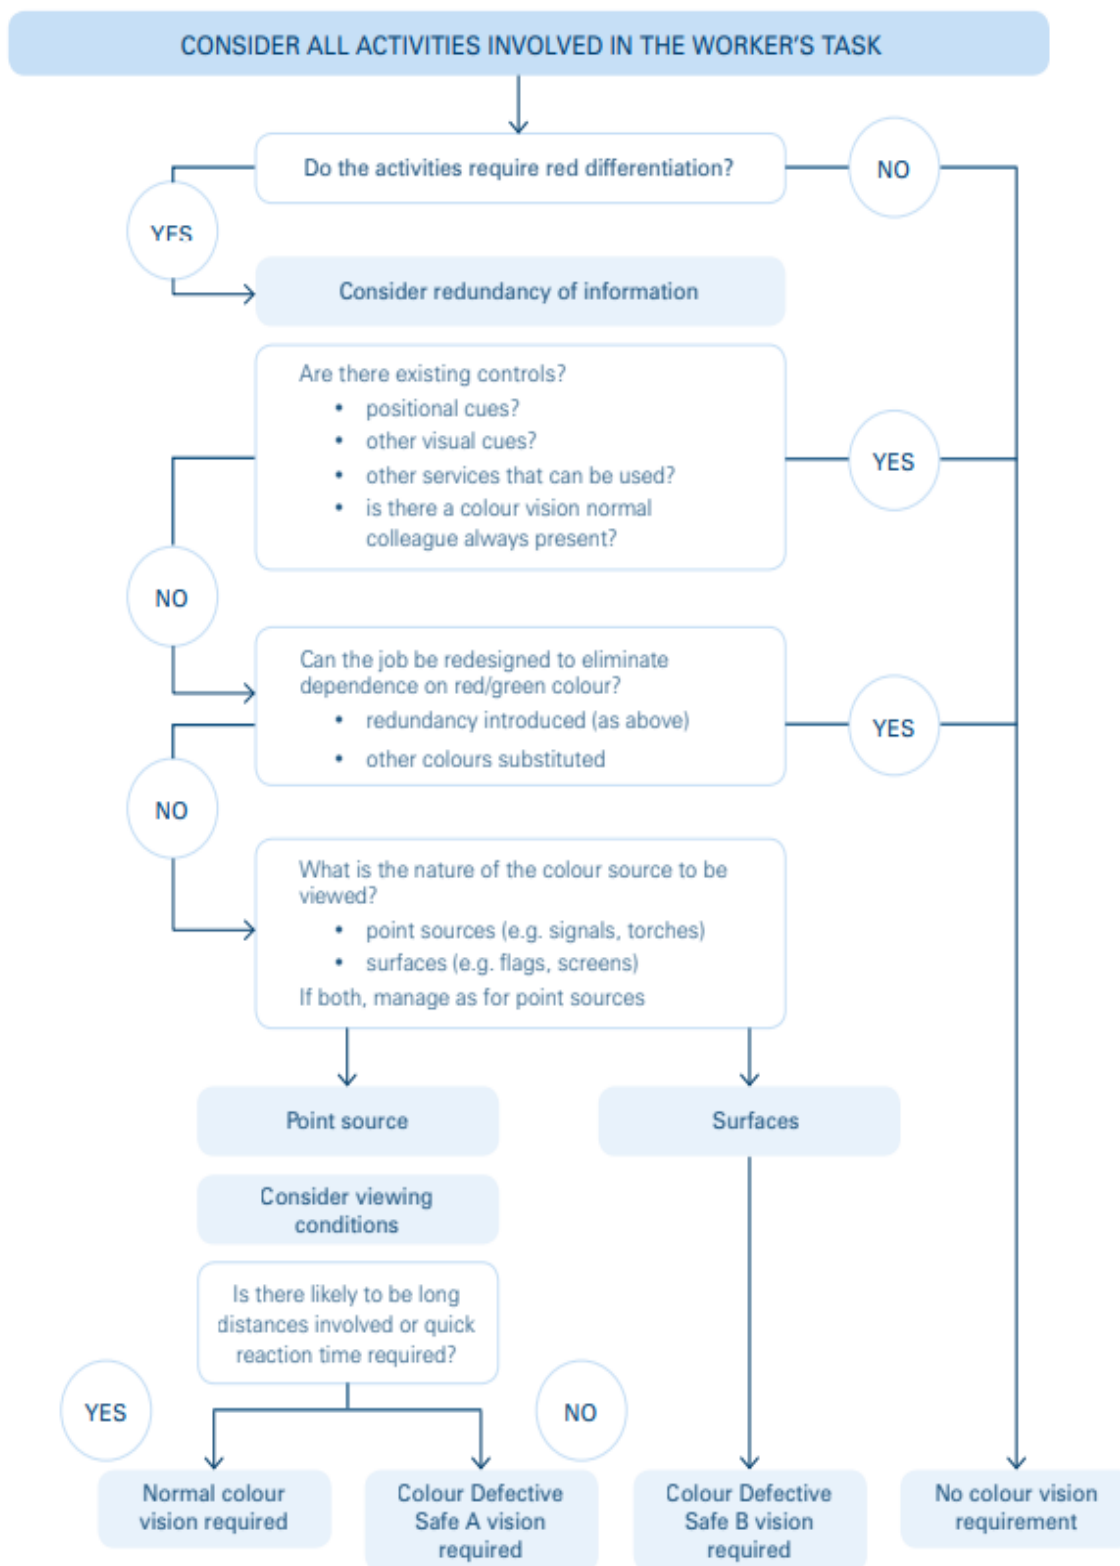 CONSIDER ALL ACTIVITIES INVOLVED IN THE WORKER'S TASK
Do the activities require red differentiation?
NO
YES
Consider redundancy of information
Are there existing controls?
• positional cues?
• other visual cues?
• other services that can be used?
• is there a colour vision normal
colleague always present?
YES
NO
Can the job be redesigned to eliminate
dependence on red/green colour?
• redundancy introduced (as above)
• other colours substituted
YES
NO
What is the nature of the colour source to be
viewed?
• point sources (e.g. signals, torches)
• surfaces (e.g. flags, screens)
If both, manage as for point sources
Point source
Surfaces
Consider viewing
conditions
Is there likely to be long
distances involved or quick
reaction time required?
YES
NO
Normal colour
vision required
Colour Defective
Safe A vision
required
Colour Defective
Safe B vision
required
No colour vision
requirement